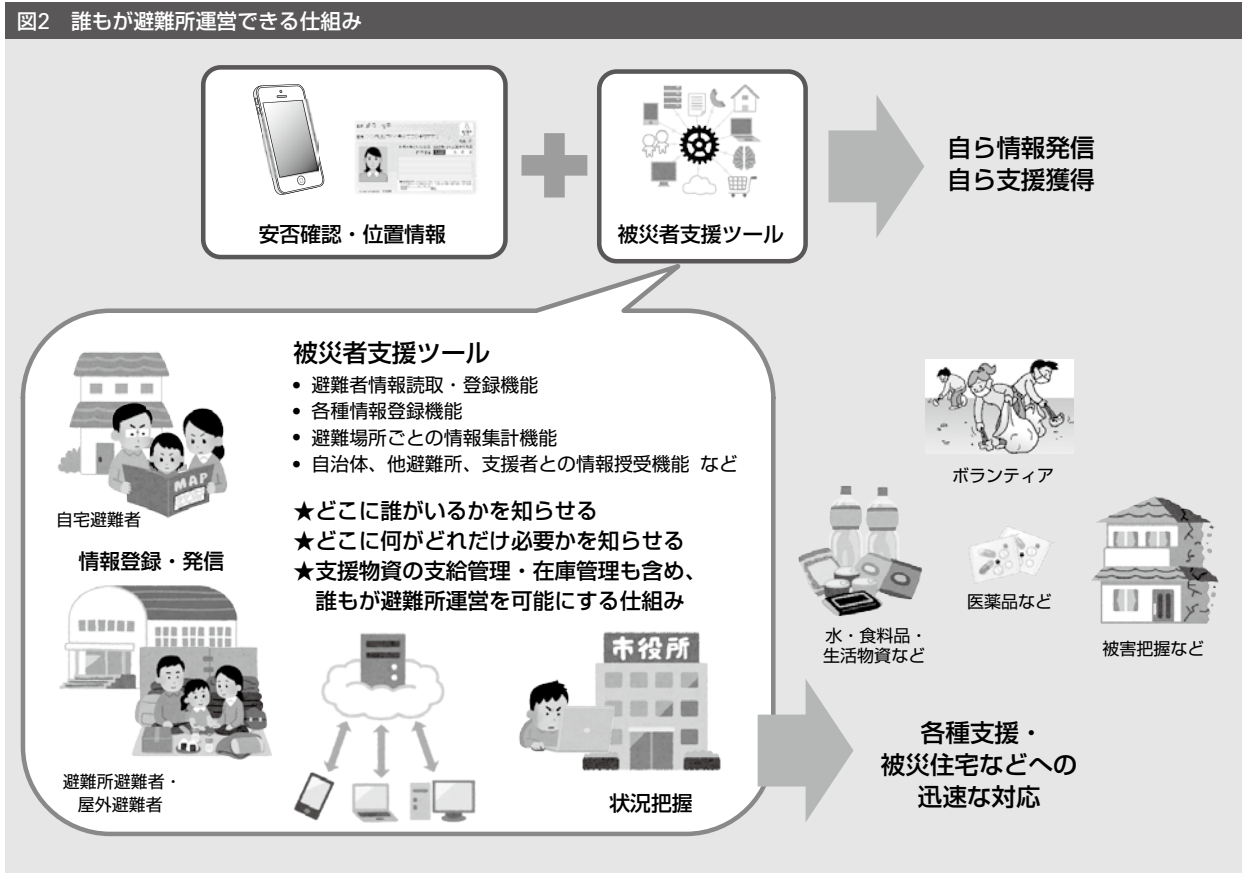 図2 誰もが避難所運営できる仕組み
安否確認・位置情報
被災者支援ツール
自ら情報発信
自ら支援獲得
被災者支援ツール
• 避難者情報読取・登録機能
• 各種情報登録機能
• 避難場所ごとの情報集計機能
• 自治体、他避難所、支援者との情報授受機能 など
★どこに誰がいるかを知らせる
★どこに何がどれだけ必要かを知らせる
★支援物資の支給管理・在庫管理も含め、
誰もが避難所運営を可能にする仕組み
MAP
自宅避難者
情報登録・発信
避難所避難者・
屋外避難者
市役所
状況把握
ボランティア
水・食料品・
生活物資など
医薬品など
被害把握など
各種支援・
被災住宅などへの
迅速な対応